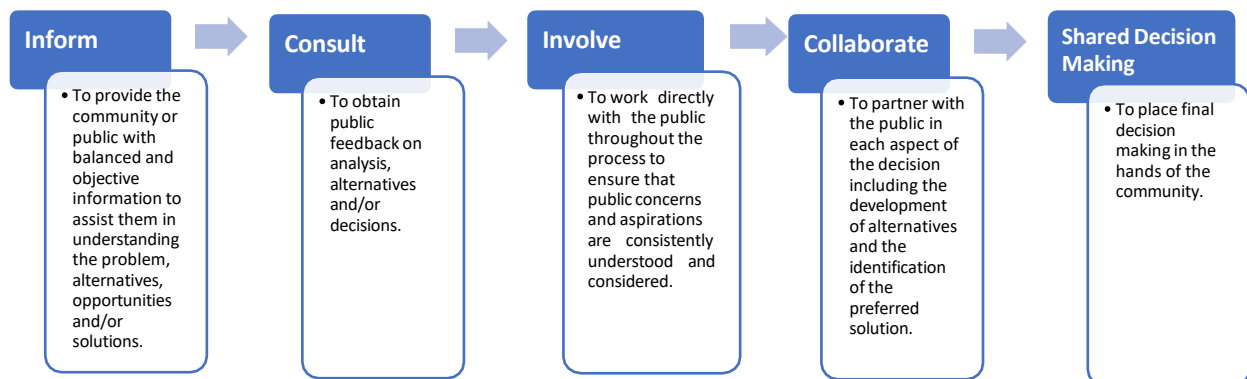 Inform
• To provide the
community or
public with
balanced and
objective
information to
assist them in
understanding
the problem,
alternatives,
opportunities
and/or
solutions.
Consult
• To obtain
public
feedback on
analysis,
alternatives
and/or
decisions.
Involve
• To work directly
with the public
throughout the
process to
ensure that
public concerns
and aspirations
are consistently
understood and
considered.
Collaborate
• To partner with
the public in
each aspect of
the decision
including the
development
of alternatives
and the
identification
of the
preferred
solution.
Shared Decision
Making
• To place final
decision
making in the
hands of the
community.